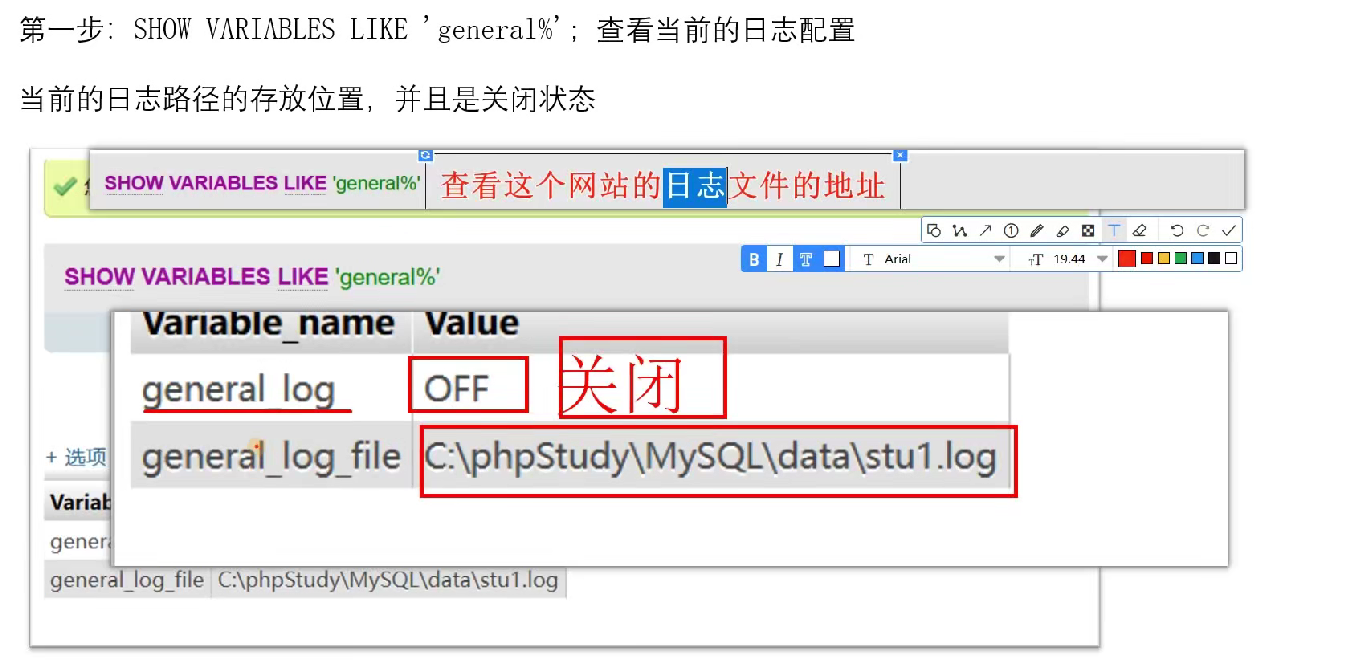 第一步：SHOW VARIABLES LIKE 'general%'；查看当前的日志配置
当前的日志路径的存放位置，并且是关闭状态
SHOW VARIABLES LIKE 'general%' 查看这个网站的日志文件的地址
B I T T Arial T 19.44
SHOW VARIABLES LIKE 'general%'
Variable_name Value
general_log OFF 关闭
general_log_file C:\phpStudy\MySQL\data\stu1.log
+ 选项
general_log_file C:\phpStudy\MySQL\data\stu1.log